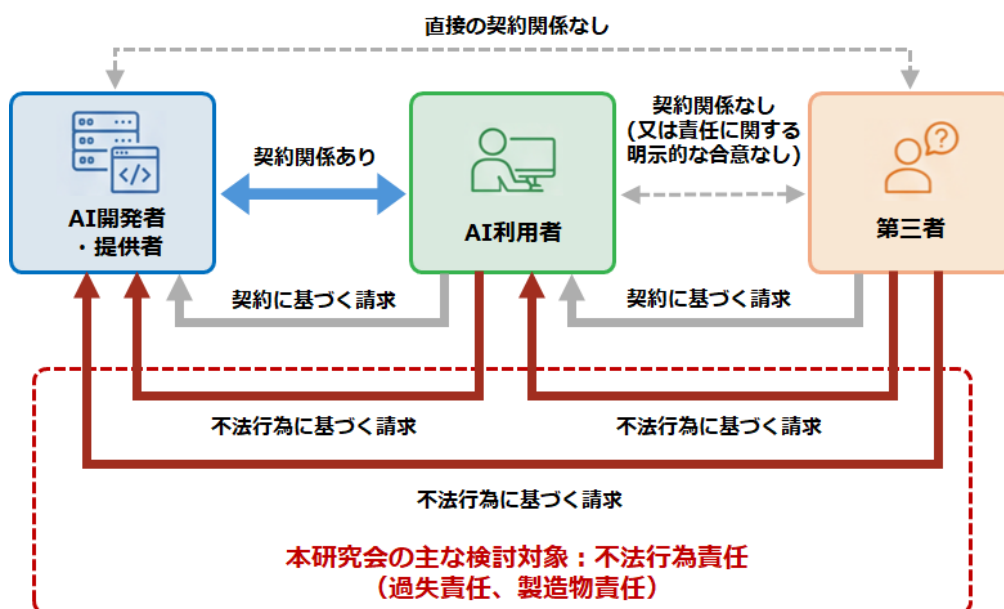 直接の契約関係なし
契約関係なし
(又は責任に関する
明示的な合意なし)
契約関係あり
</>
?
AI開発者
・提供者
AI利用者
第三者
契約に基づく請求
契約に基づく請求
不法行為に基づく請求
不法行為に基づく請求
不法行為に基づく請求
本研究会の主な検討対象：不法行為責任
（過失責任、製造物責任）